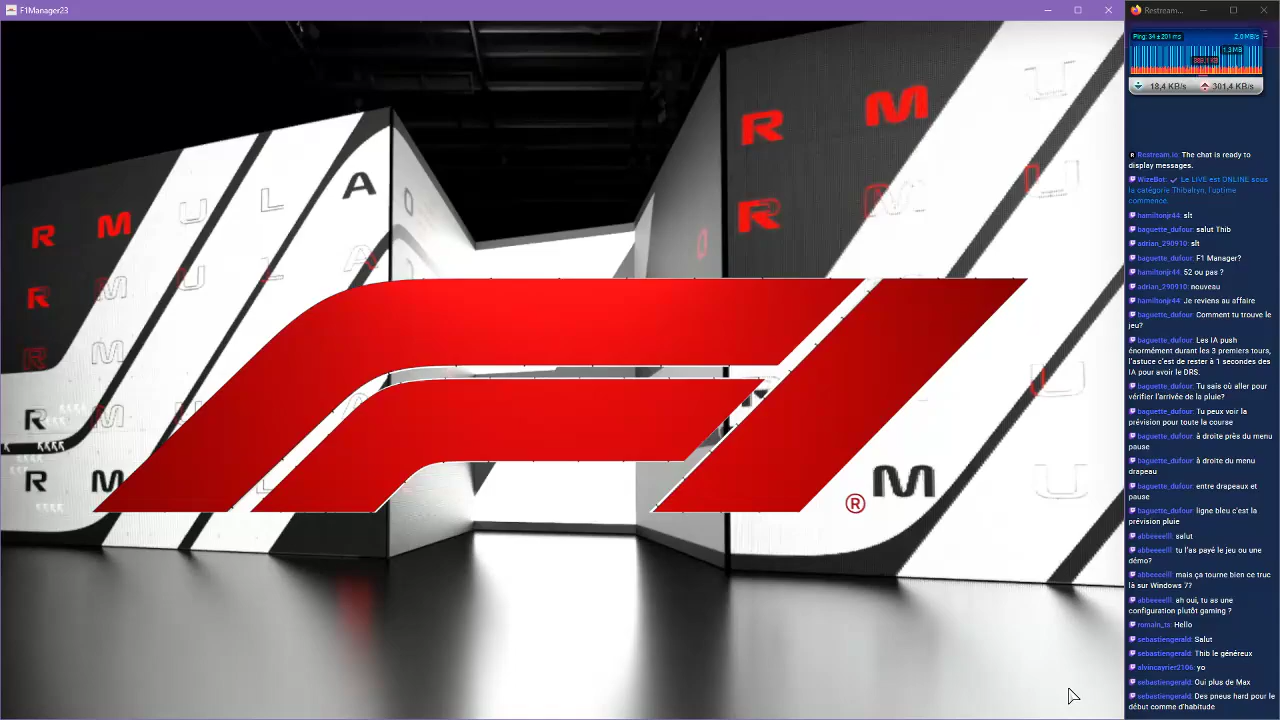 F1Manager23
Restream...
Ping: 34±201 ms
2.0MB/s
1.3 MB
18,4 KB/s
301,4 KB/s
R M U L A
R M U L A
R M U
R M U
R M
R M U
R
M U
Restream.io: The chat is ready to
display messages.
WizeBot: ✓ Le LIVE est ONLINE sous
la catégorie Thibaltryn, l'uptime
commence.
hamiltonjr44: slt
baguette_dufour: salut Thib
adrian_290910: slt
baguette_dufour: F1 Manager?
hamiltonjr44: 52 ou pas ?
adrian_290910: nouveau
hamiltonjr44: Je reviens au affaire
baguette_dufour: Comment tu trouve le
jeu?
baguette_dufour: Les IA push
énormément durant les 3 premiers tours,
l'astuce c'est de rester à 1 secondes des
IA pour avoir le DRS.
baguette_dufour: Tu sais où aller pour
vérifier l'arrivée de la pluie?
baguette_dufour: Tu peux voir la
prévision pour toute la course
baguette_dufour: à droite près du menu
pause
baguette_dufour: à droite du menu
drapeau
baguette_dufour: entre drapeaux et
pause
baguette_dufour: ligne bleu c'est la
prévision pluie
abbeeeelll: salut
abbeeeelll: tu l'as payé le jeu ou une
démo?
abbeeeelll: mais ça tourne bien ce truc
là sur Windows 7?
abbeeeelll: ah oui, tu as une
configuration plutôt gaming ?
romain_ts: Hello
sebastiengerald: Salut
sebastiengerald: Thib le généreux
alvincayrier2106: yo
sebastiengerald: Oui plus de Max
sebastiengerald: Des pneus hard pour le
début comme d'habitude